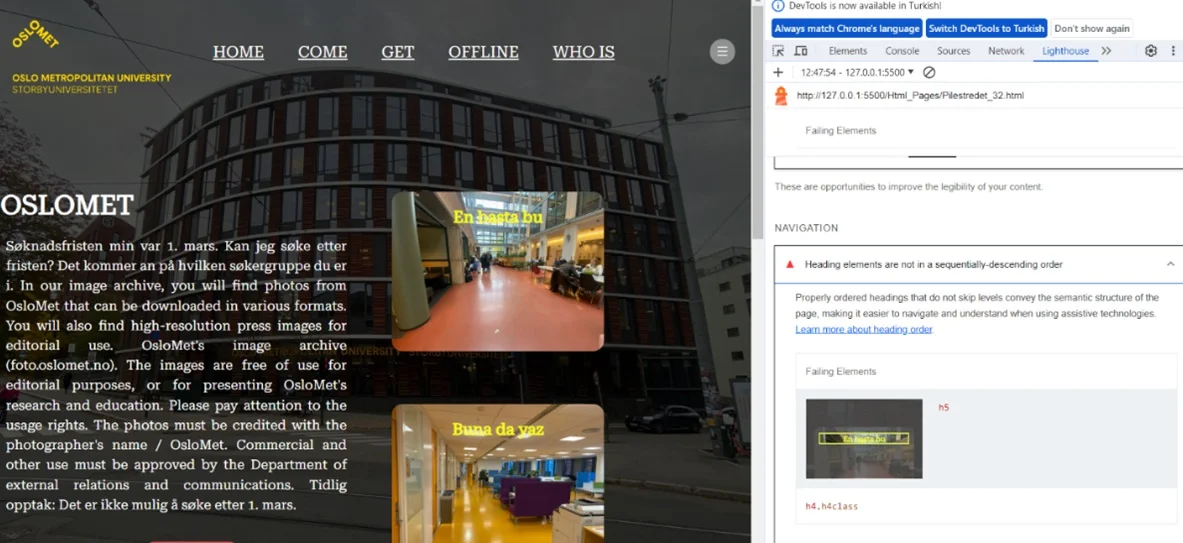 OSLOMET
OSLO METROPOLITAN UNIVERSITY
STORBYUNIVERSITETET
HOME COME GET OFFLINE WHO IS
OSLOMET
Søknadsfristen min var 1. mars. Kan jeg søke etter
fristen? Det kommer an på hvilken søkergruppe du er
i. In our image archive, you will find photos from
OsloMet that can be downloaded in various formats.
You will also find high-resolution press images for
editorial use. OsloMet's image archive
(foto.oslomet.no). The images are free of use for
editorial purposes, or for presenting OsloMet's
research and education. Please pay attention to the
usage rights. The photos must be credited with the
photographer's name / OsloMet. Commercial and
other use must be approved by the Department of
external relations and communications. Tidlig
opptak: Det er ikke mulig å søke etter 1. mars.
En basta bu
Buna da yaz
DevTools is now available in Turkish!
Always match Chrome's language Switch DevTools to Turkish Don't show again
Elements Console Sources Network Lighthouse
12:47:54 - 127.0.0.1:5500
http://127.0.0.1:5500/Html_Pages/Pilestredet_32.html
Failing Elements
These are opportunities to improve the legibility of your content.
NAVIGATION
Heading elements are not in a sequentially-descending order
Properly ordered headings that do not skip levels convey the semantic structure of the
page, making it easier to navigate and understand when using assistive technologies.
Learn more about heading order.
Failing Elements
En basta bu
h5
h4.h4class